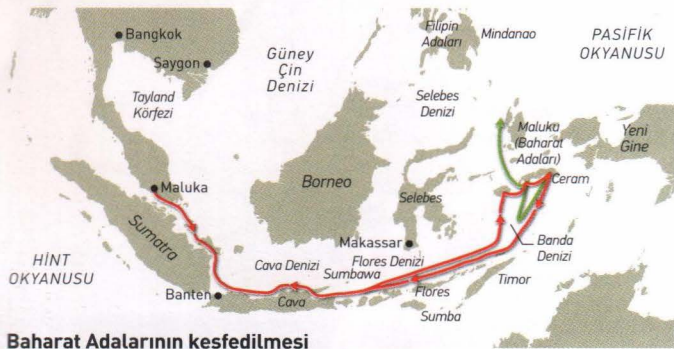 Bangkok
Saygon
Tayland
Körfezi
Güney
Çin
Denizi
Filipin
Adaları
Mindanao
PASİFİK
OKYANUSU
Selebes
Denizi
Maluku
(Baharat
Adaları)
Yeni
Gine
Ceram
Maluka
Sumatra
Borneo
Selebes
Makassar
Banda
Denizi
HİNT
OKYANUSU
Banten
Cava Denizi
Cava
Flores Denizi
Sumbawa
Flores
Sumba
Timor
Baharat Adalarının keşfedilmesi